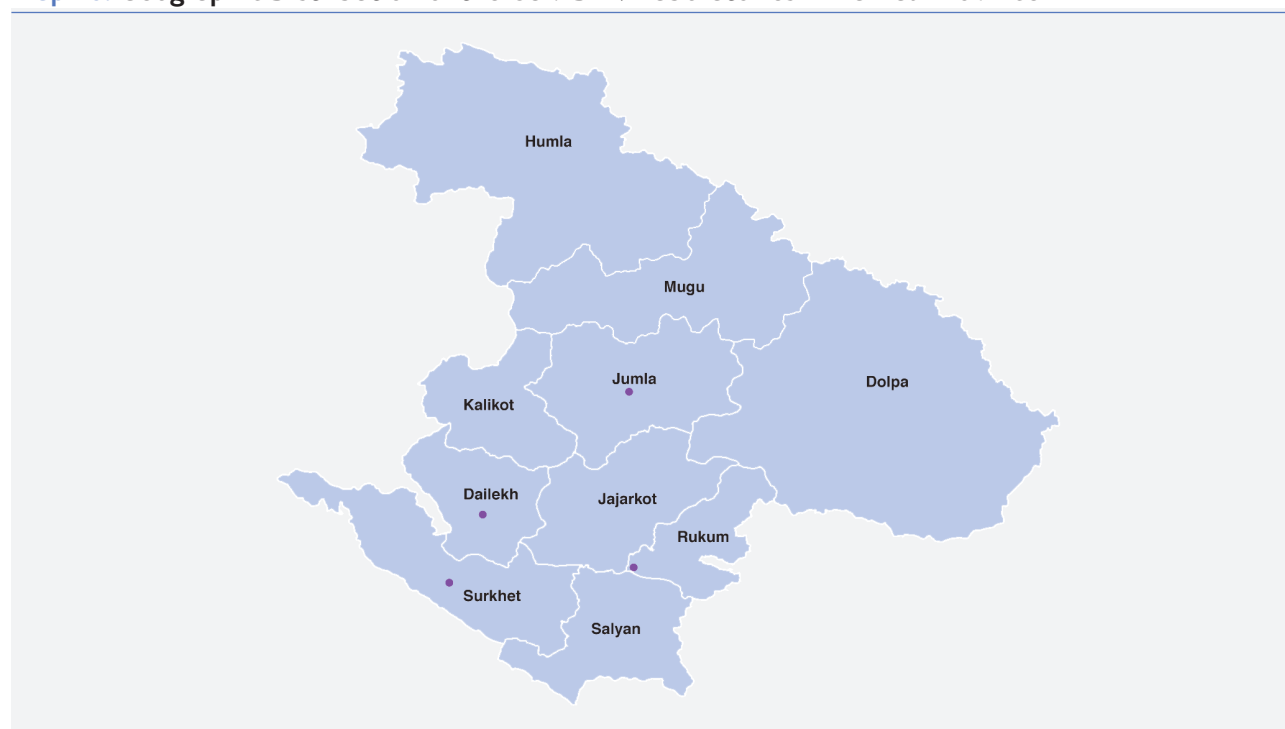 Humla
Mugu
Jumla
Dolpa
Kalikot
Dailekh
Jajarkot
Rukum
Surkhet
Salyan